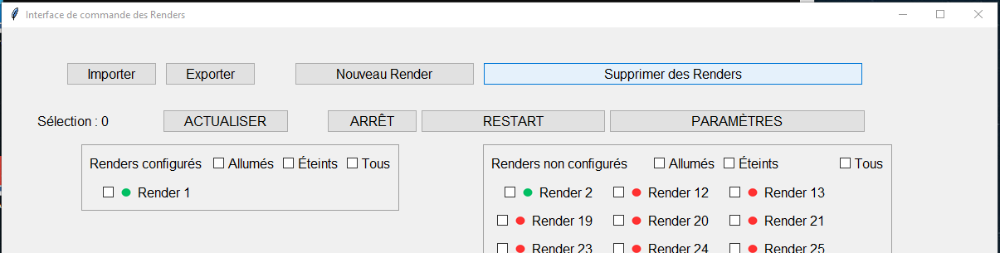 Interface de commande des Renders
Importer Exporter Nouveau Render Supprimer des Renders
Sélection : 0 ACTUALISER ARRÊT RESTART PARAMÈTRES
Renders configurés Allumés Éteints Tous
Render 1
Renders non configurés Allumés Éteints Tous
Render 2 Render 12 Render 13
Render 19 Render 20 Render 21
Render 23 Render 24 Render 25